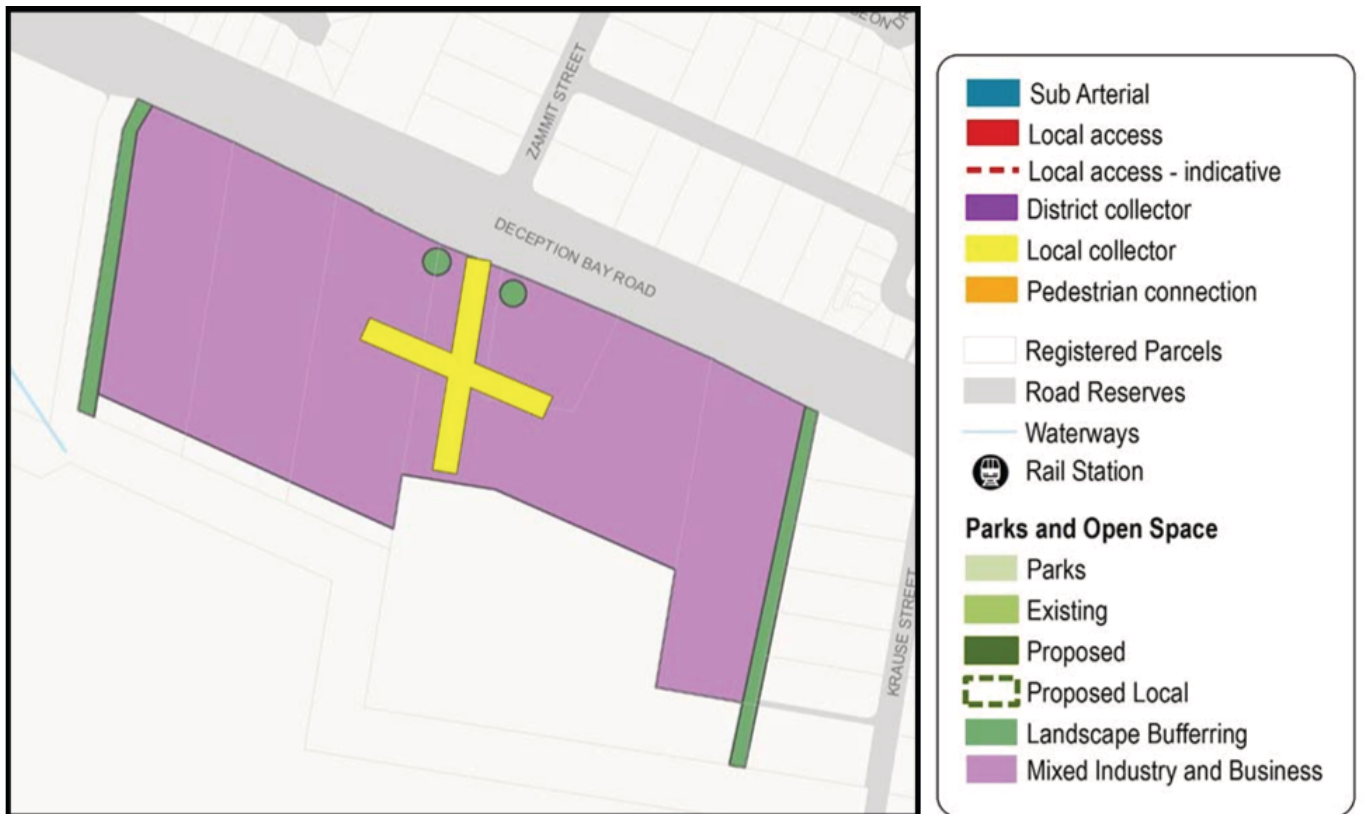 ZAMMIT STREET
DECEPTION BAY ROAD
KRAUSE STREET
Sub Arterial
Local access
Local access - indicative
District collector
Local collector
Pedestrian connection
Registered Parcels
Road Reserves
Waterways
Rail Station
Parks and Open Space
Parks
Existing
Proposed
Proposed Local
Landscape Bufferring
Mixed Industry and Business